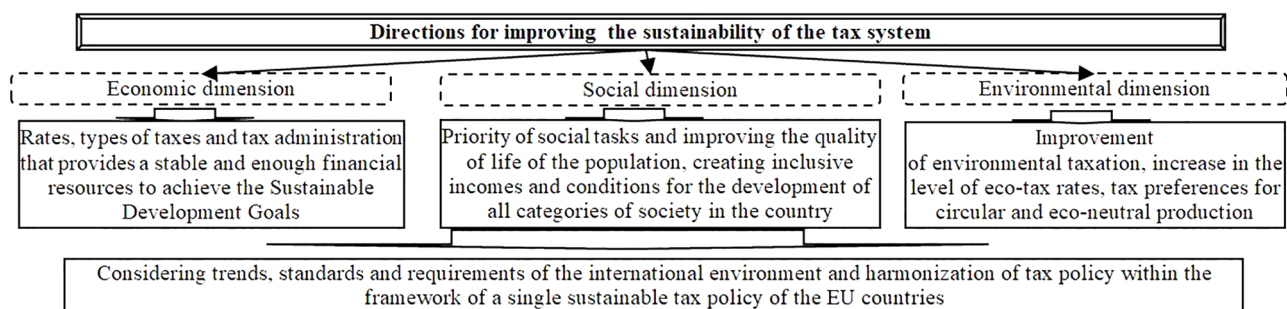 Directions for improving the sustainability of the tax system
Economic dimension
Social dimension
Environmental dimension
Rates, types of taxes and tax administration
that provides a stable and enough financial
resources to achieve the Sustainable
Development Goals
Priority of social tasks and improving the quality
of life of the population, creating inclusive
incomes and conditions for the development of
all categories of society in the country
Improvement
of environmental taxation, increase in the
level of eco-tax rates, tax preferences for
circular and eco-neutral production
Considering trends, standards and requirements of the international environment and harmonization of tax policy within the
framework of a single sustainable tax policy of the EU countries